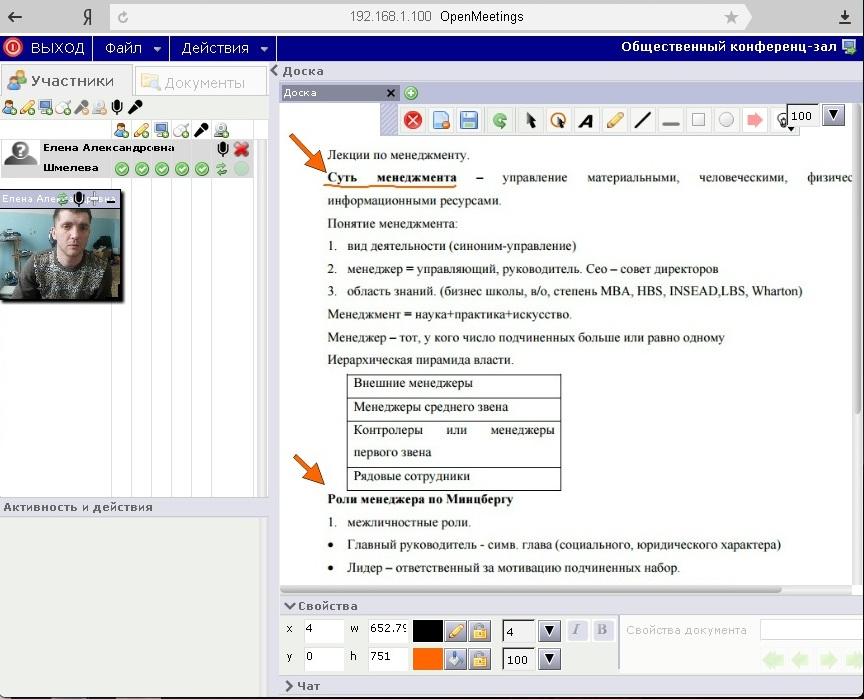 Я 192.168.1.100 OpenMeetings
ВЫХОД Файл Действия Общественный конференц-зал
Участники Документы
Доска
Доска
100
Елена Александровна
Шмелева
Елена
Лекции по менеджменту.
Суть менеджмента – управление материальными, человеческими, физичес
информационными ресурсами.
Понятие менеджмента:
1. вид деятельности (синоним-управление)
2. менеджер = управляющий, руководитель. Сео – совет директоров
3. область знаний. (бизнес школы, в/о, степень MBA, HBS, INSEAD,LBS, Wharton)
Менеджмент = наука+практика+искусство.
Менеджер – тот, у кого число подчиненных больше или равно одному
Иерархическая пирамида власти.
Внешние менеджеры
Менеджеры среднего звена
Контролеры или менеджеры
первого звена
Рядовые сотрудники
Роли менеджера по Минцбергу
1. межличностные роли.
• Главный руководитель - симв. глава (социального, юридического характера)
• Лидер – ответственный за мотивацию подчиненных набор.
Активность и действия
Свойства
x 4 w 652.79 4 I B Свойства документа
y 0 h 751 100
Чат